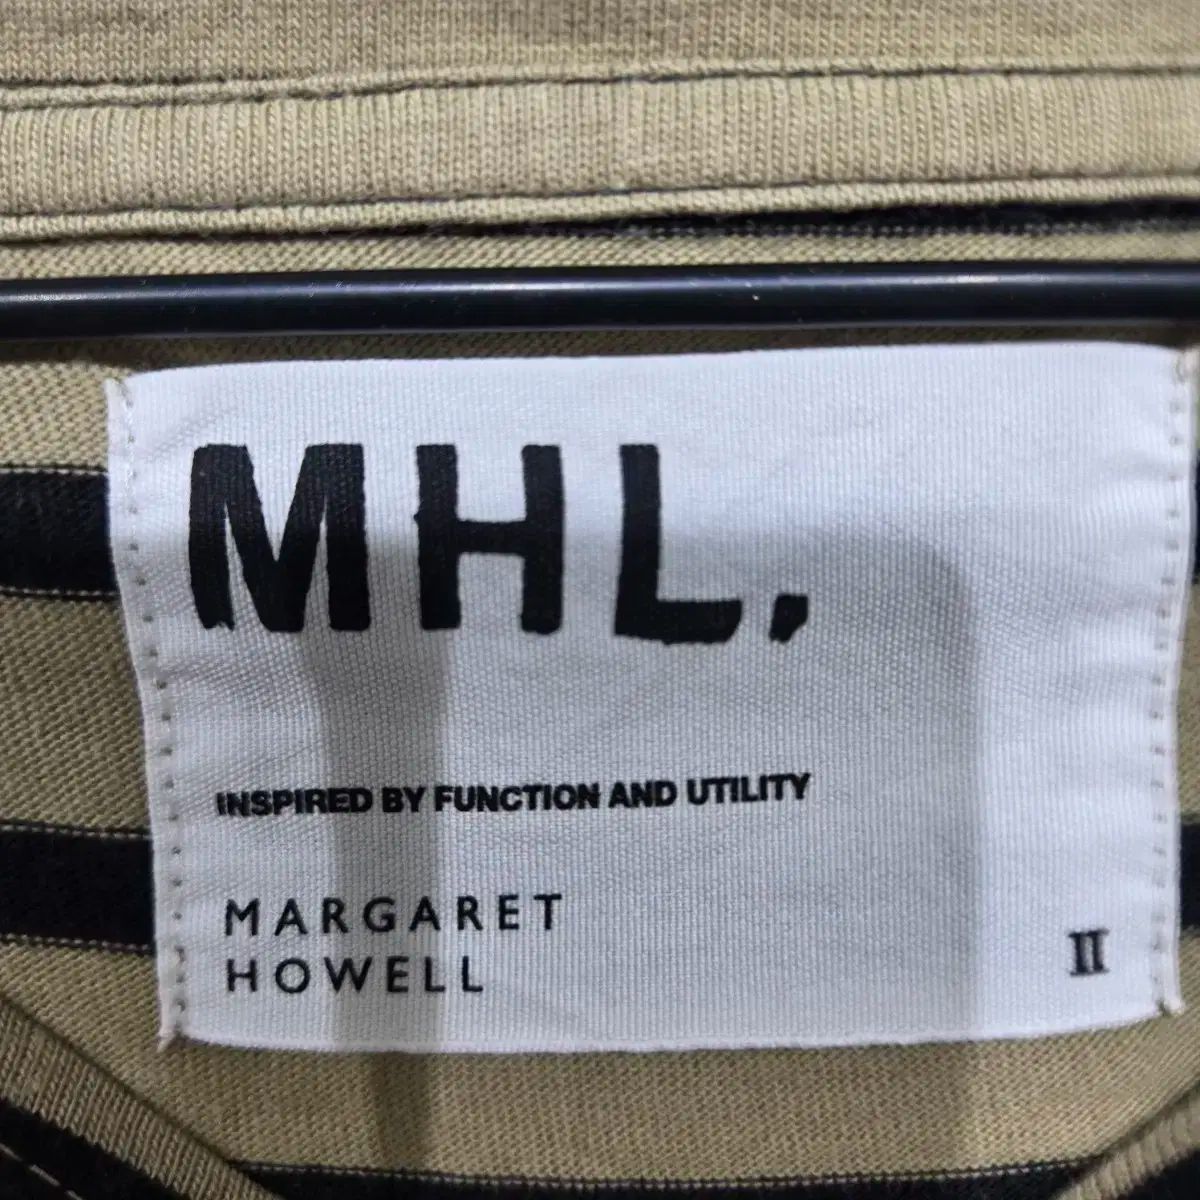 MHL.
INSPIRED BY FUNCTION AND UTILITY
MARGARET
HOWELL
II